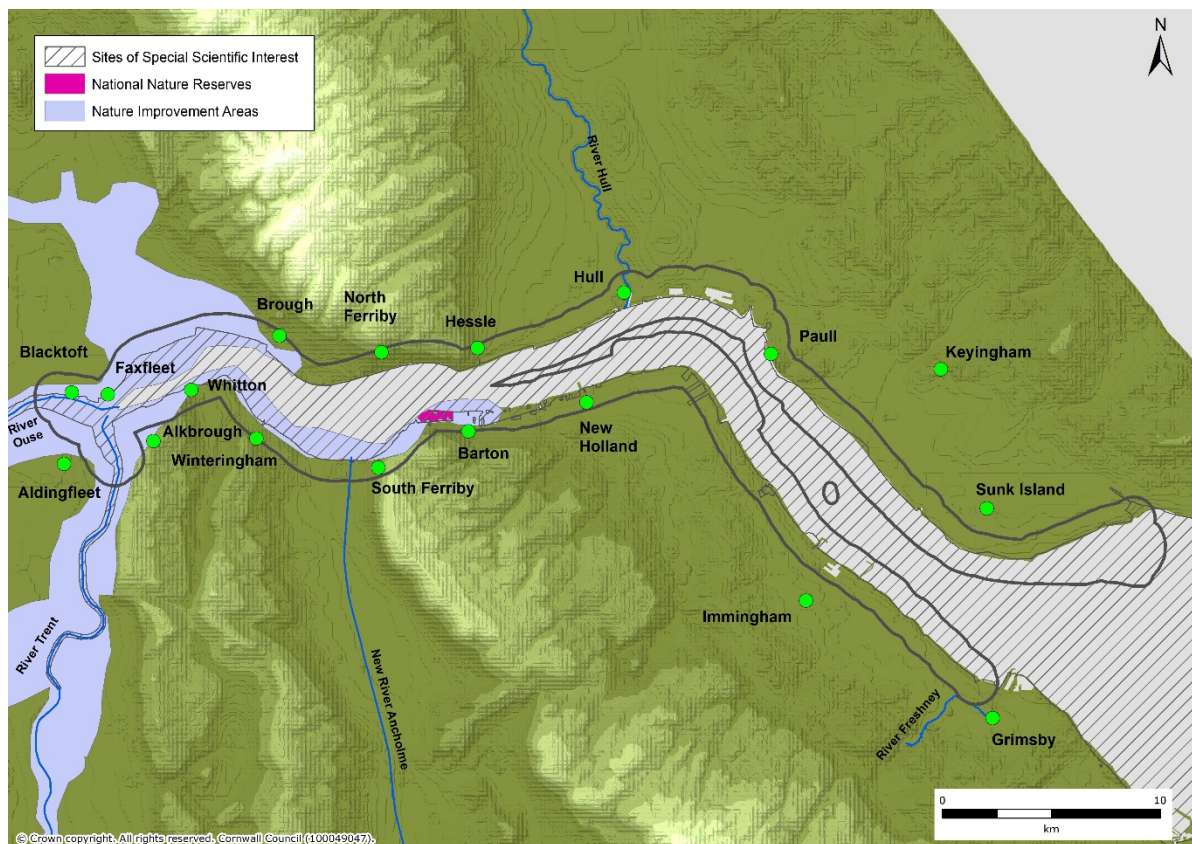 N
Sites of Special Scientific Interest
National Nature Reserves
Nature Improvement Areas
River Hull
Hull
Brough
North
Ferriby
Hessle
Paull
Keyingham
Blacktoft
Faxfleet
Whitton
River
Ouse
Alkbrough
Winteringham
Aldingfleet
South Ferriby
Barton
New
Holland
Sunk Island
Immingham
River Trent
New River Ancholme
River Freshney
Grimsby
0 10
km
© Crown copyright. All rights reserved. Cornwall Council (100049047).